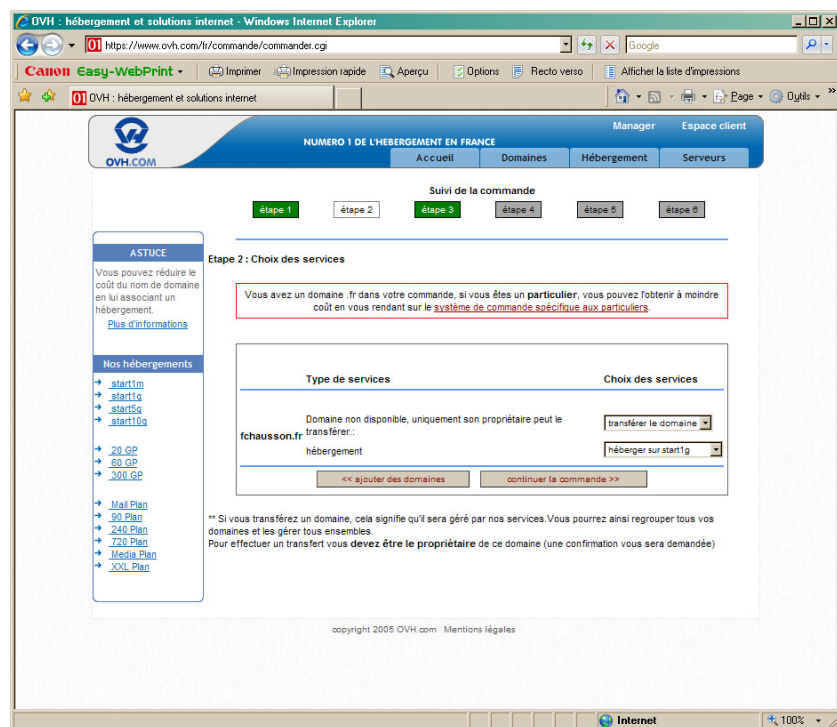 OVH : hébergement et solutions internet - Windows Internet Explorer
https://www.ovh.com/fr/commande/commander.cgi
Google
Canon Easy-WebPrint
Imprimer
Impression rapide
Aperçu
Options
Recto verso
Afficher la liste d'impressions
OVH : hébergement et solutions internet
Page
Outils
OVH.COM
NUMERO 1 DE L'HEBERGEMENT EN FRANCE
Manager
Espace client
Accueil
Domaines
Hébergement
Serveurs
Suivi de la commande
étape 1
étape 2
étape 3
étape 4
étape 5
étape 6
ASTUCE
Vous pouvez réduire le
coût du nom de domaine
en lui associant un
hébergement.
Plus d'informations
Nos hébergements
start1m
start1g
start5g
start10g
20 GP
60 GP
300 GP
Mail Plan
90 Plan
240 Plan
720 Plan
Media Plan
XXL Plan
Etape 2 : Choix des services
Vous avez un domaine .fr dans votre commande, si vous êtes un particulier, vous pouvez l'obtenir à moindre
coût en vous rendant sur le système de commande spécifique aux particuliers.
Type de services
Choix des services
fchausson.fr
Domaine non disponible, uniquement son propriétaire peut le
transférer.:
transférer le domaine
hébergement
héberger sur start1g
<< ajouter des domaines
continuer la commande >>
** Si vous transférez un domaine, cela signifie qu'il sera géré par nos services.Vous pourrez ainsi regrouper tous vos
domaines et les gérer tous ensembles.
Pour effectuer un transfert vous devez être le propriétaire de ce domaine (une confirmation vous sera demandée)
copyright 2005 OVH.com Mentions légales
Internet
100%